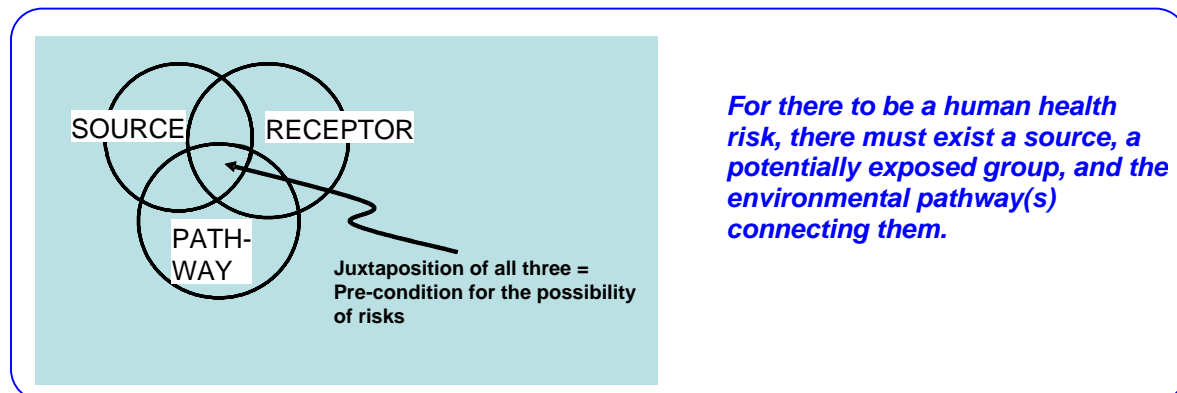 SOURCE
RECEPTOR
PATH-
WAY
Juxtaposition of all three =
Pre-condition for the possibility
of risks
For there to be a human health
risk, there must exist a source, a
potentially exposed group, and the
environmental pathway(s)
connecting them.